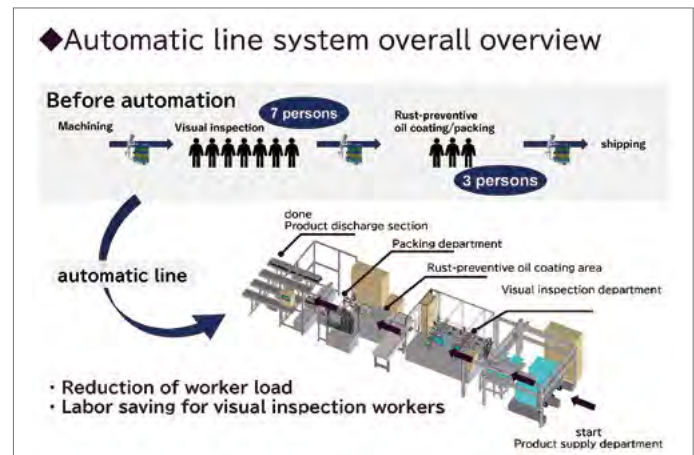 ◆Automatic line system overall overview
Before automation
7 persons
Machining
Visual inspection
Rust-preventive
oil coating/packing
shipping
3 persons
done
Product discharge section
Packing department
Rust-preventive oil coating area
Visual inspection department
automatic line
・Reduction of worker load
・Labor saving for visual inspection workers
start
Product supply department